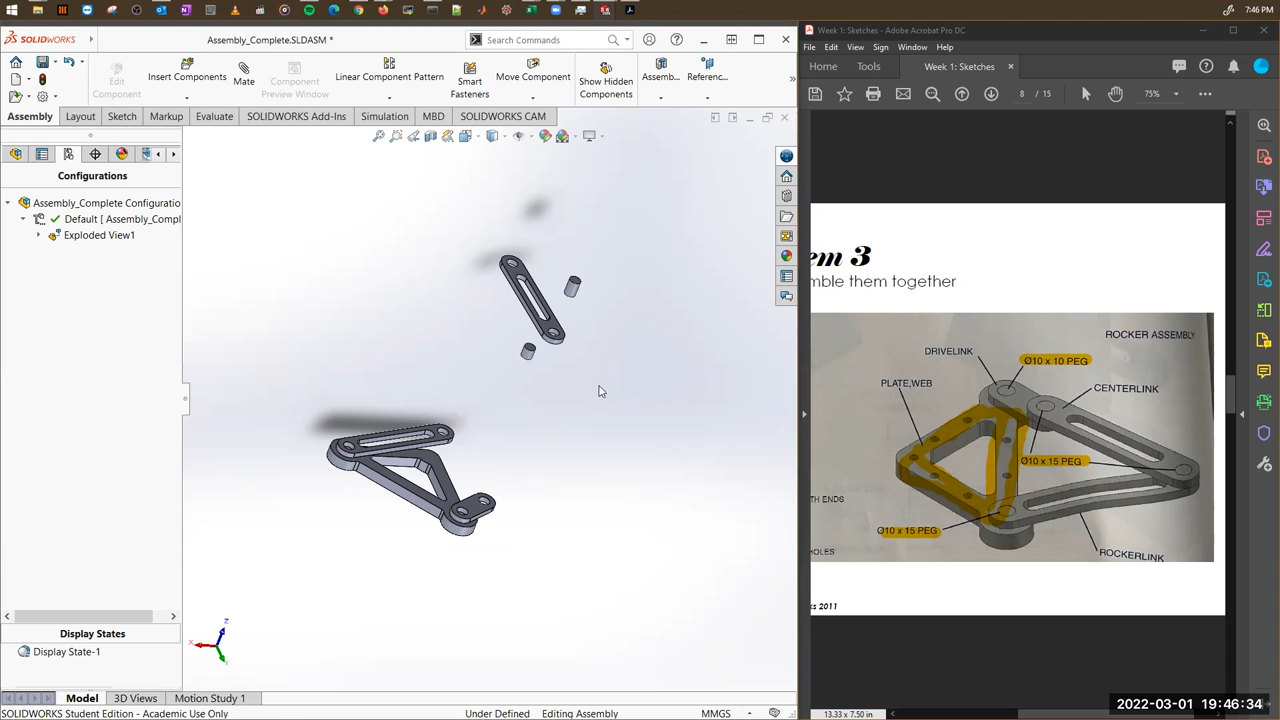 7:46 PM
SOLIDWORKS
Assembly_Complete.SLDASM *
Search Commands
Edit Component
Insert Components
Mate
Component Preview Window
Linear Component Pattern
Smart Fasteners
Move Component
Show Hidden Components
Assemb...
Referenc...
Assembly
Layout
Sketch
Markup
Evaluate
SOLIDWORKS Add-Ins
Simulation
MBD
SOLIDWORKS CAM
Configurations
Assembly_Complete Configuratio
Default [ Assembly_Compl
Exploded View1
Display States
Display State-1
Z
X
Y
Model
3D Views
Motion Study 1
SOLIDWORKS Student Edition - Academic Use Only
Under Defined
Editing Assembly
MMGS
Week 1: Sketches - Adobe Acrobat Pro DC
File Edit View Sign Window Help
Home
Tools
Week 1: Sketches
8 / 15
75%
em 3
mble them together
ROCKER ASSEMBLY
DRIVELINK
Ø10 x 10 PEG
PLATE,WEB
CENTERLINK
Ø10 x 15 PEG
TH ENDS
Ø10 x 15 PEG
HOLES
ROCKERLINK
ks 2011
13.33 x 7.50 in
2022-03-01 19:46:34